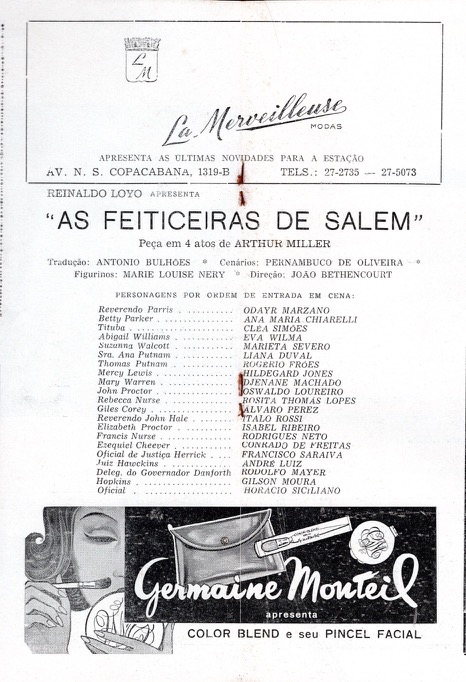 L M
La Merveilleuse
MODAS
APRESENTA AS ÚLTIMAS NOVIDADES PARA A ESTAÇÃO
AV. N. S. COPACABANA, 1319-B TELS.: 27-2735 — 27-5073
REINALDO LOYO APRESENTA
"AS FEITICEIRAS DE SALEM"
Peça em 4 atos de ARTHUR MILLER
Tradução: ANTONIO BULHÕES * Cenários: PERNAMBUCO DE OLIVEIRA *
Figurinos: MARIE LOUISE NERY * Direção: JOÃO BETHENCOURT
PERSONAGENS POR ORDEM DE ENTRADA EM CENA:
Reverendo Parris . . . . . . . . . . ODAYR MARZANO
Betty Parker . . . . . . . . . . . . ANA MARIA CHIARELLI
Tituba . . . . . . . . . . . . . . . CLÉA SIMÕES
Abigail Williams . . . . . . . . . . EVA WILMA
Suzanna Walcott . . . . . . . . . . MARIETA SEVERO
Sra. Ana Putnam . . . . . . . . . . LIANA DUVAL
Thomas Putnam . . . . . . . . . . . ROGÉRIO FRÓES
Mercy Lewis . . . . . . . . . . . . HILDEGARD JONES
Mary Warren . . . . . . . . . . . . DJENANE MACHADO
John Proctor . . . . . . . . . . . . OSWALDO LOUREIRO
Rebecca Nurse . . . . . . . . . . . ROSITA THOMAS LOPES
Giles Corey . . . . . . . . . . . . ALVARO PEREZ
Reverendo John Hale . . . . . . . . ITALO ROSSI
Elizabeth Proctor . . . . . . . . . ISABEL RIBEIRO
Francis Nurse . . . . . . . . . . . RODRIGUES NETO
Ezequiel Cheever . . . . . . . . . . CONRADO DE FREITAS
Oficial de Justiça Herrick . . . . . FRANCISCO SARAIVA
Juiz Hawckins . . . . . . . . . . . ANDRÉ LUIZ
Deleg. do Governador Danforth RODOLFO MAYER
Hopkins . . . . . . . . . . . . . . GILSON MOURA
Oficial . . . . . . . . . . . . . . HORACIO SICILIANO
Germaine Monteil
apresenta
COLOR BLEND e seu PINCEL FACIAL